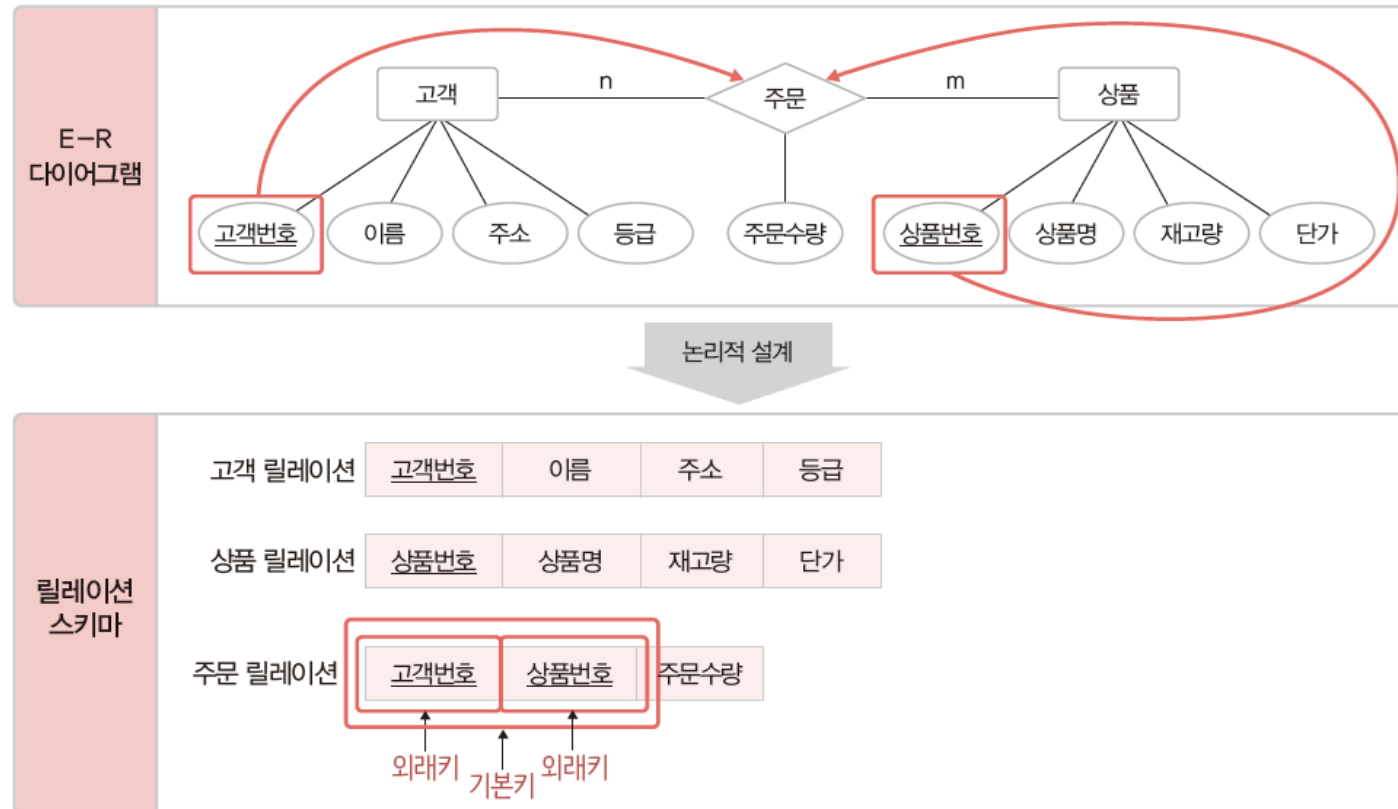 E-R
다이어그램
고객
n
주문
m
상품
고객번호
이름
주소
등급
주문수량
상품번호
상품명
재고량
단가
논리적 설계
릴레이션
스키마
고객 릴레이션 고객번호 이름 주소 등급
상품 릴레이션 상품번호 상품명 재고량 단가
주문 릴레이션 고객번호 상품번호 주문수량
외래키 기본키 외래키